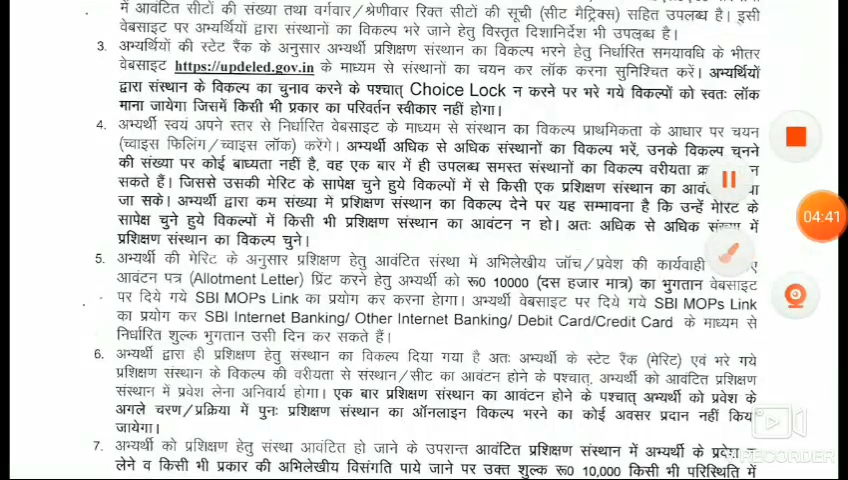 में आवंटित सीटों की संख्या तथा वर्गवार/श्रेणीवार रिक्त सीटों की सूची (सीट मैट्रिक्स) सहित उपलब्ध है। इसी
वेबसाइट पर अभ्यर्थियों द्वारा संस्थानों का विकल्प भरे जाने हेतु विस्तृत दिशानिर्देश भी उपलब्ध है।
3. अभ्यर्थियों की स्टेट रैंक के अनुसार अभ्यर्थी प्रशिक्षण संस्थान का विकल्प भरने हेतु निर्धारित समयावधि के भीतर
वेबसाइट https://updeled.gov.in के माध्यम से संस्थानों का चयन कर लॉक करना सुनिश्चित करें। अभ्यर्थियों
द्वारा संस्थान के विकल्प का चुनाव करने के पश्चात् Choice Lock न करने पर भरे गये विकल्पों को स्वतः लॉक
माना जायेगा जिसमें किसी भी प्रकार का परिवर्तन स्वीकार नहीं होगा।
4. अभ्यर्थी स्वयं अपने स्तर से निर्धारित वेबसाइट के माध्यम से संस्थान का विकल्प प्राथमिकता के आधार पर चयन
(च्वाइस फिलिंग/च्वाइस लॉक) करेंगे। अभ्यर्थी अधिक से अधिक संस्थानों का विकल्प भरें, उनके विकल्प चुनने
की संख्या पर कोई बाध्यता नहीं है, वह एक बार में ही उपलब्ध समस्त संस्थानों का विकल्प वरीयता
सकते हैं। जिससे उसकी मेरिट के सापेक्ष चुने हुये विकल्पों में से किसी एक प्रशिक्षण संस्थान का
जा सके। अभ्यर्थी द्वारा कम संख्या में प्रशिक्षण संस्थान का विकल्प देने पर यह सम्भावना है कि उन्हें मेरिट के
सापेक्ष चुने हुये विकल्पों में किसी भी प्रशिक्षण संस्थान का आवंटन न हो। अतः अधिक से अधिक संख्या में
प्रशिक्षण संस्थान का विकल्प चुने।
5. अभ्यर्थी की मेरिट के अनुसार प्रशिक्षण हेतु आवंटित संस्था में अभिलेखीय जॉच/प्रवेश की कार्यवाही
आवंटन पत्र (Allotment Letter) प्रिंट करने हेतु अभ्यर्थी को रू0 10000 (दस हजार मात्र) का भुगतान वेबसाइट
पर दिये गये SBI MOPs Link का प्रयोग कर करना होगा। अभ्यर्थी वेबसाइट पर दिये गये SBI MOPs Link
का प्रयोग कर SBI Internet Banking/ Other Internet Banking/ Debit Card/Credit Card के माध्यम से
निर्धारित शुल्क भुगतान उसी दिन कर सकते हैं।
6. अभ्यर्थी द्वारा ही प्रशिक्षण हेतु संस्थान का विकल्प दिया गया है अतः अभ्यर्थी के स्टेट रैंक (मेरिट) एवं भरे गये
प्रशिक्षण संस्थान के विकल्प की वरीयता से संस्थान/सीट का आवंटन होने के पश्चात् अभ्यर्थी को आवंटित प्रशिक्षण
संस्थान में प्रवेश लेना अनिवार्य होगा। एक बार प्रशिक्षण संस्थान का आवंटन होने के पश्चात् अभ्यर्थी को प्रवेश के
अगले चरण/प्रक्रिया में पुनः प्रशिक्षण संस्थान का ऑनलाइन विकल्प भरने का कोई अवसर प्रदान नहीं किया
जायेगा।
7. अभ्यर्थी को प्रशिक्षण हेतु संस्था आवंटित हो जाने के उपरान्त आवंटित प्रशिक्षण संस्थान में अभ्यर्थी के प्रवेश न
लेने व किसी भी प्रकार की अभिलेखीय विसंगति पाये जाने पर उक्त शुल्क रू0 10,000 किसी भी परिस्थिति में
04:41